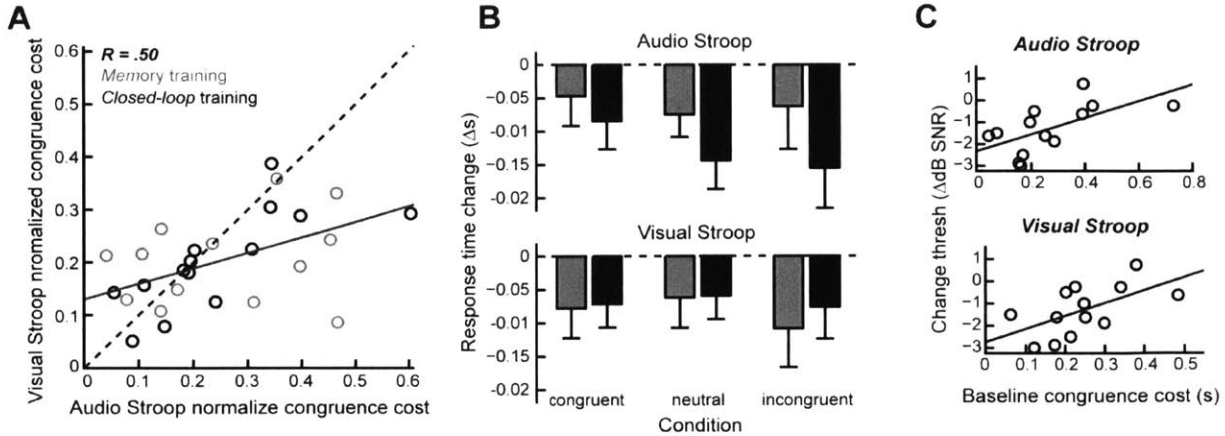 A
Visual Stroop nrormalized congruence cost
0.6
0.5
0.4
0.3
0.2
0.1
0
R = .50
Memory training
Closed-loop training
0 0.1 0.2 0.3 0.4 0.5 0.6
Audio Stroop normalize congruence cost
B
Response time change (Δs)
Audio Stroop
0
−0.05
−0.01
−0.15
−0.02
Visual Stroop
0
−0.05
−0.01
−0.15
-0.02
congruent neutral incongruent
Condition
C
Change thresh (ΔdB SNR)
Audio Stroop
1
0
−1
−2
−3
0 0.2 0.4 0.6 0.8
Visual Stroop
1
0
−1
−2
−3
0 0.1 0.2 0.3 0.4 0.5
Baseline congruence cost (s)